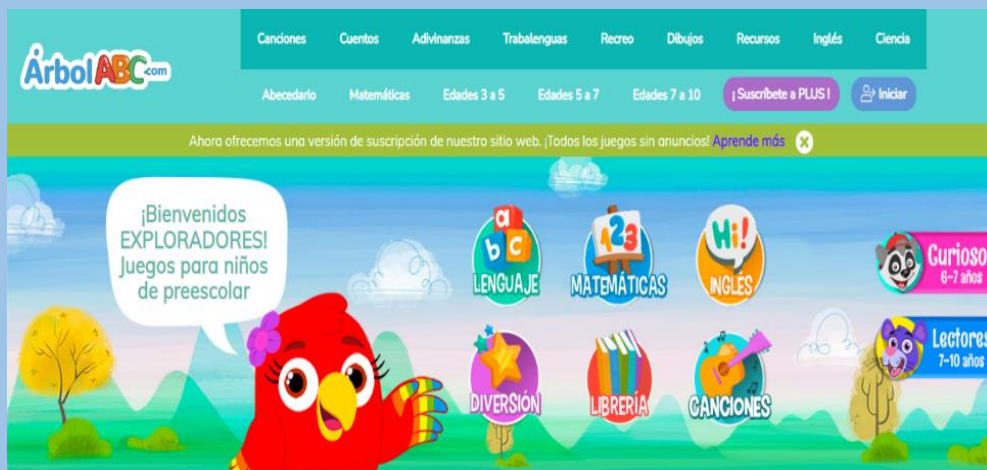 ÁrbolABC.com
Canciones Cuentos Adivinanzas Trabalenguas Recreo Dibujos Recursos Inglés Ciencia
Abecedario Matemáticas Edades 3 a 5 Edades 5 a 7 Edades 7 a 10 ¡ Suscríbete a PLUS ! Iniciar
Ahora ofrecemos una versión de suscripción de nuestro sitio web. ¡Todos los juegos sin anuncios! Aprende más
¡Bienvenidos
EXPLORADORES!
Juegos para niños
de preescolar
a
b c
LENGUAJE
123
MATEMÁTICAS
Hi!
INGLÉS
DIVERSIÓN
LIBRERÍA
CANCIONES
Curioso
6-7 años
Lectores
7-10 años